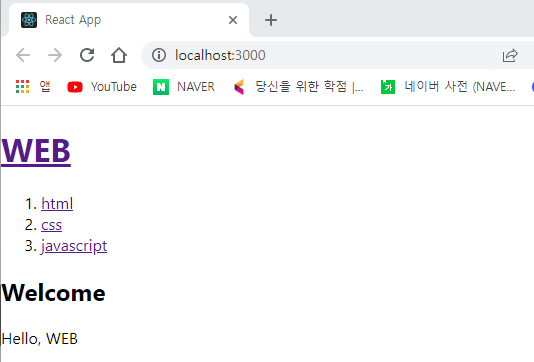 React App
localhost:3000
앱 YouTube NAVER 당신을 위한 학점 |... 네이버 사전 (NAVE...
WEB
1. html
2. css
3. javascript
Welcome
Hello, WEB